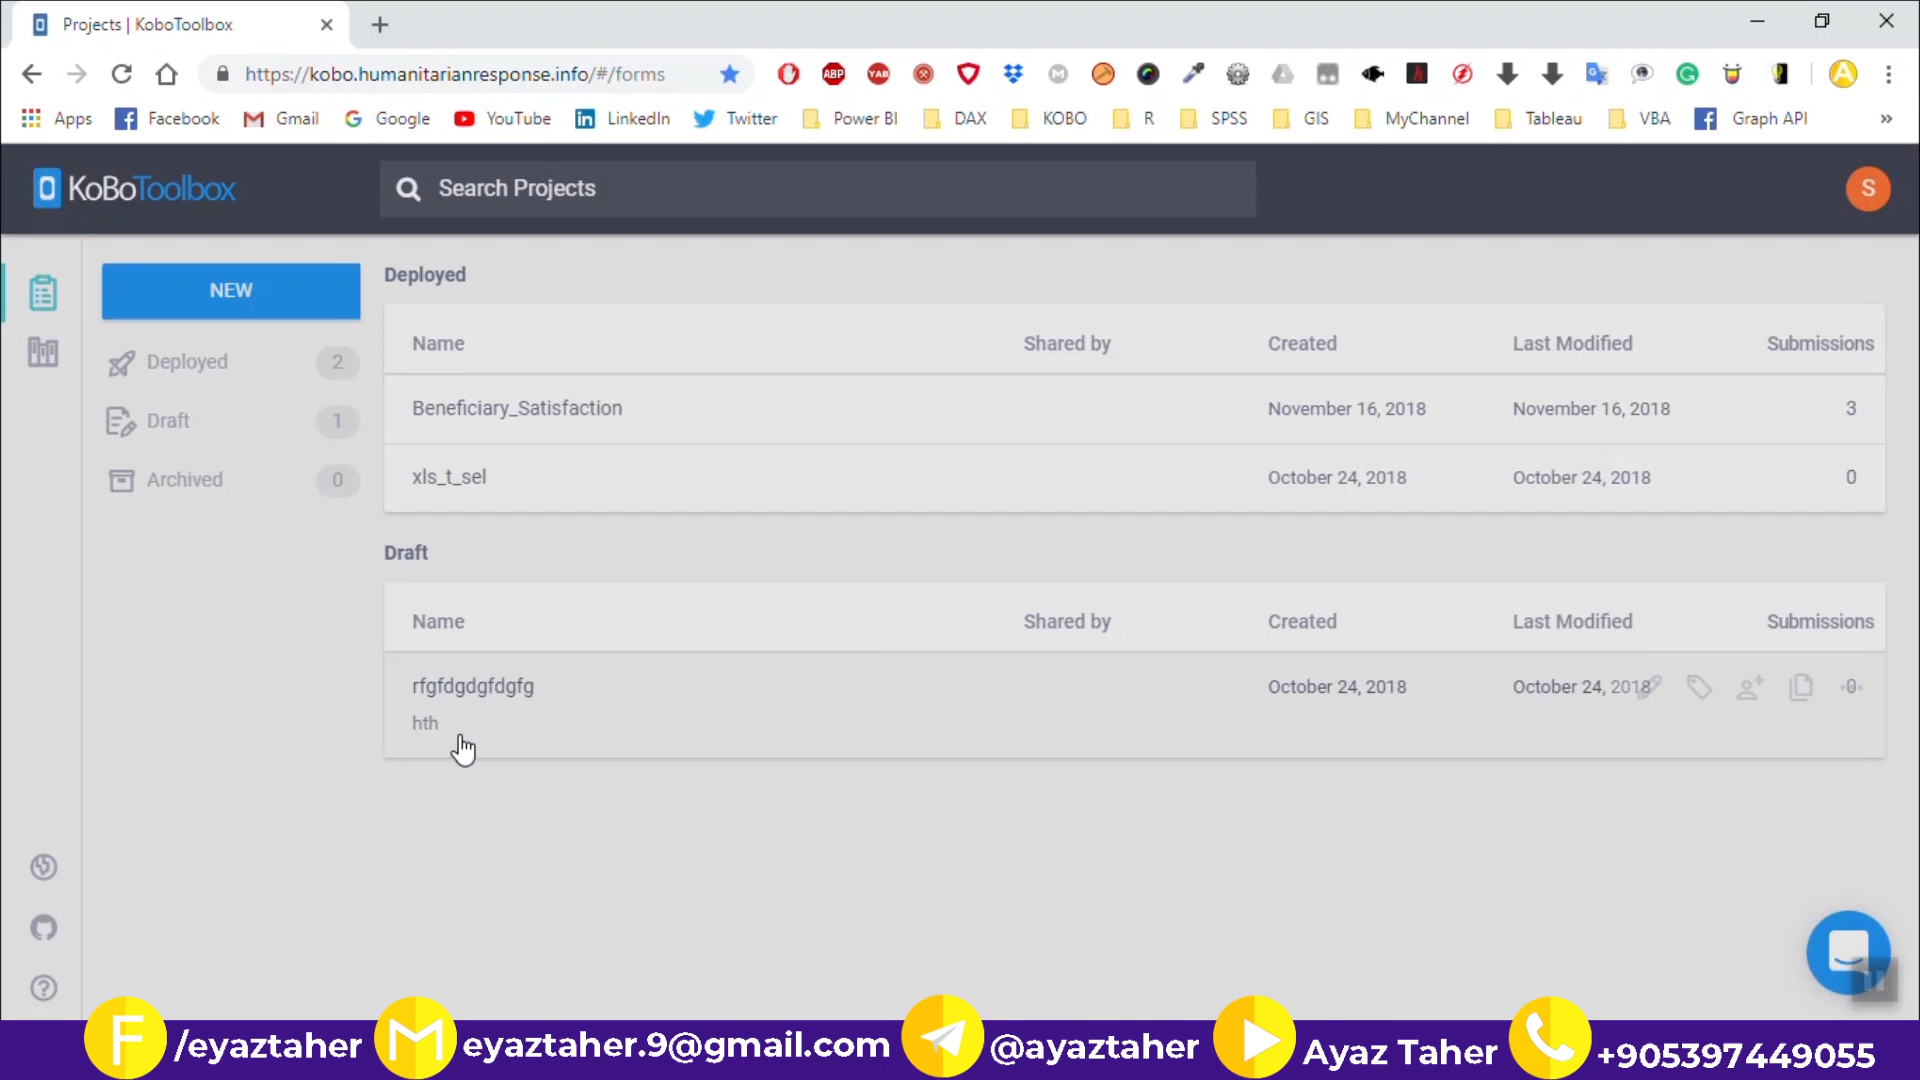 Projects | KoboToolbox
https://kobo.humanitarianresponse.info/#/forms
Apps Facebook Gmail Google YouTube LinkedIn Twitter Power BI DAX KOBO R SPSS GIS MyChannel Tableau VBA Graph API »
KoBoToolbox
Search Projects
S
NEW
Deployed 2
Draft 1
Archived 0
Deployed
Name Shared by Created Last Modified Submissions
Beneficiary_Satisfaction November 16, 2018 November 16, 2018 3
xls_t_sel October 24, 2018 October 24, 2018 0
Draft
Name Shared by Created Last Modified Submissions
rfgfdgdgfdgfg October 24, 2018 October 24, 2018 0
hth
/eyaztaher eyaztaher.9@gmail.com @ayaztaher Ayaz Taher +905397449055